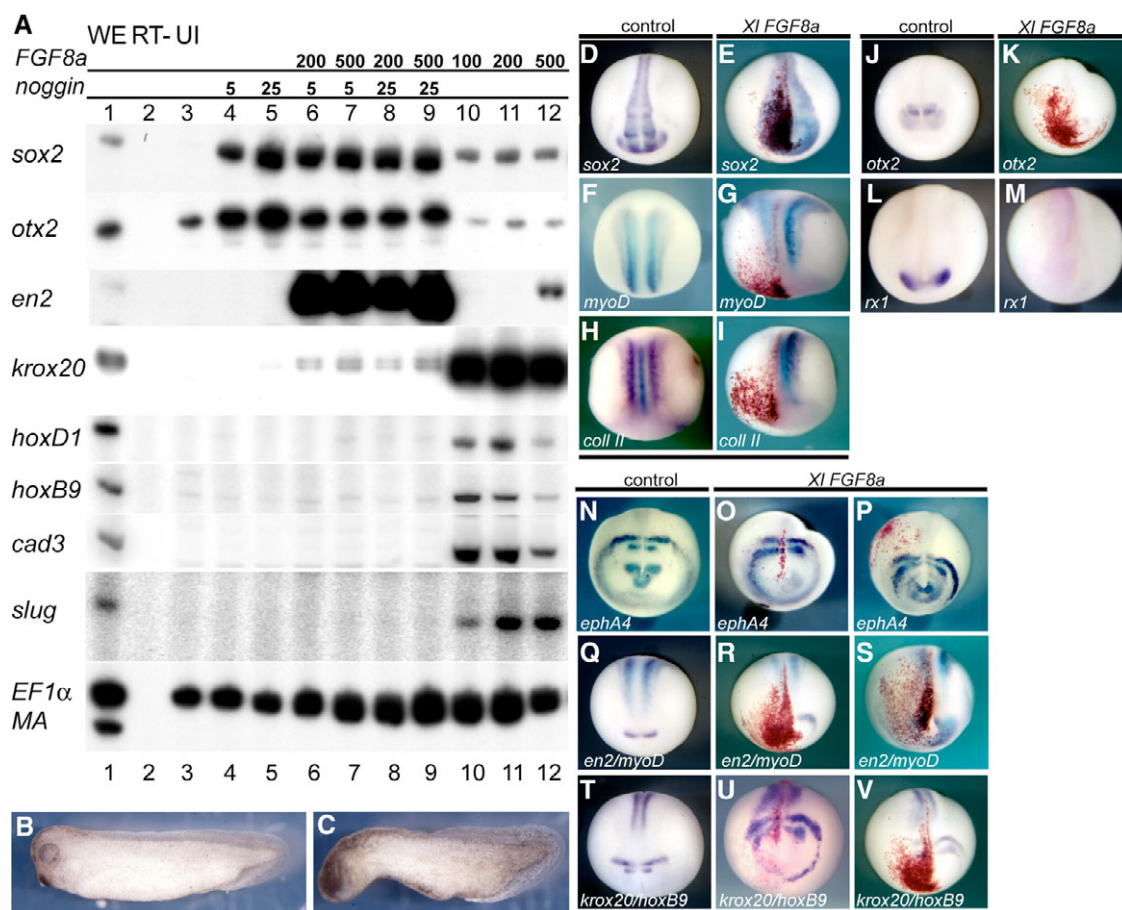 A
WE RT- UI
FGF8a 200 500 200 500 100 200 500
noggin 5 25 5 5 25 25
1 2 3 4 5 6 7 8 9 10 11 12
sox2
otx2
en2
krox20
hoxD1
hoxB9
cad3
slug
EF1α
MA
1 2 3 4 5 6 7 8 9 10 11 12
B
C
control Xl FGF8a
D E
sox2 sox2
F G
myoD myoD
H I
coll II coll II
control Xl FGF8a
J K
otx2 otx2
L M
rx1 rx1
control Xl FGF8a
N O P
ephA4 ephA4 ephA4
Q R S
en2/myoD en2/myoD en2/myoD
T U V
krox20/hoxB9 krox20/hoxB9 krox20/hoxB9